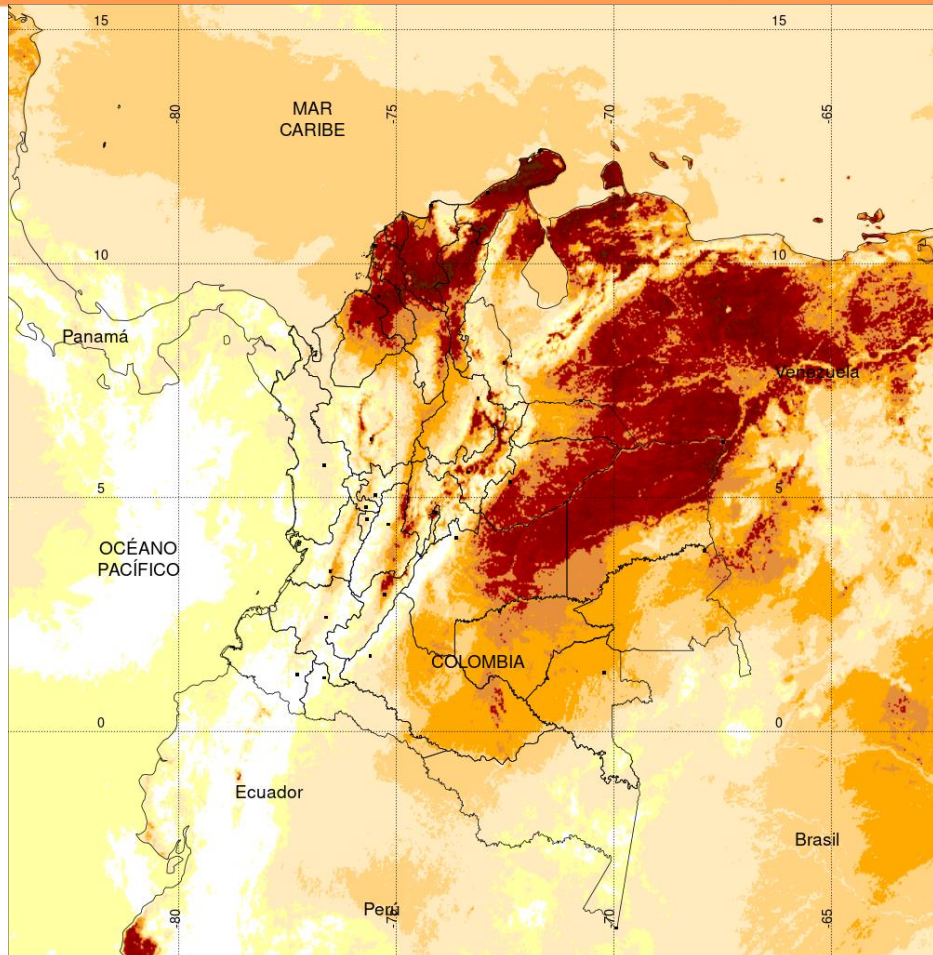 15
15
-80
-75
-70
-65
MAR
CARIBE
10
10
Panamá
Venezuela
5
5
OCÉANO
PACÍFICO
COLOMBIA
0
0
Ecuador
Brasil
Perú
-80
-75
-70
-65